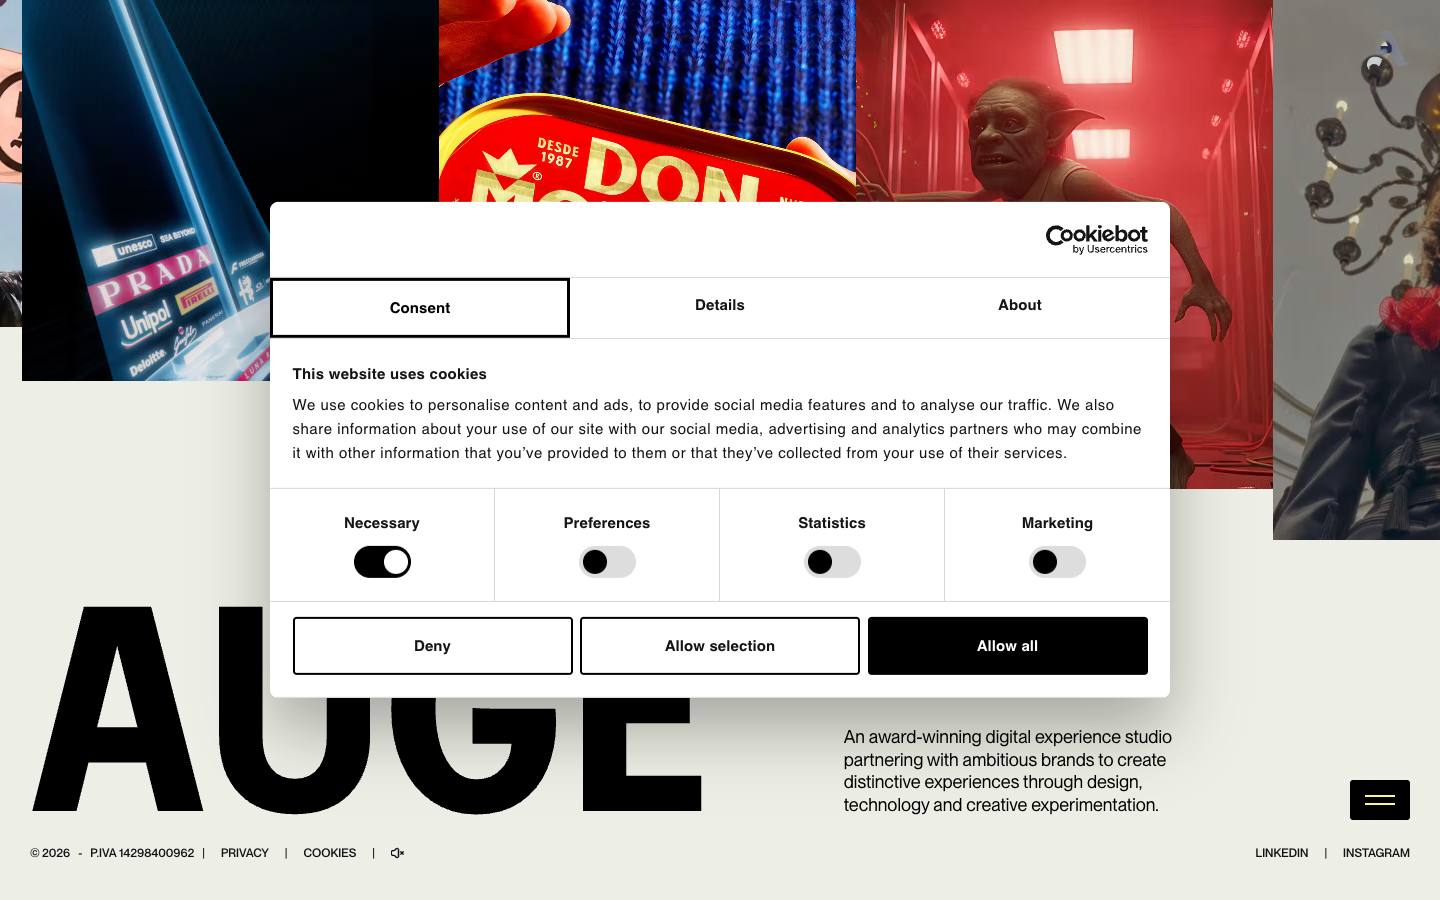 DESDE
1987
DON
®
unesco
SEA BEYOND
PRADA
Unipol
PIRELLI
Deloitte.
PANERAI
LUNA
Cookiebot
by Usercentrics
Consent
Details
About
This website uses cookies
We use cookies to personalise content and ads, to provide social media features and to analyse our traffic. We also
share information about your use of our site with our social media, advertising and analytics partners who may combine
it with other information that you’ve provided to them or that they’ve collected from your use of their services.
Necessary
Preferences
Statistics
Marketing
Deny
Allow selection
Allow all
AUGE
An award-winning digital experience studio
partnering with ambitious brands to create
distinctive experiences through design,
technology and creative experimentation.
© 2026 - P.IVA 14298400962 | PRIVACY | COOKIES |
LINKEDIN | INSTAGRAM